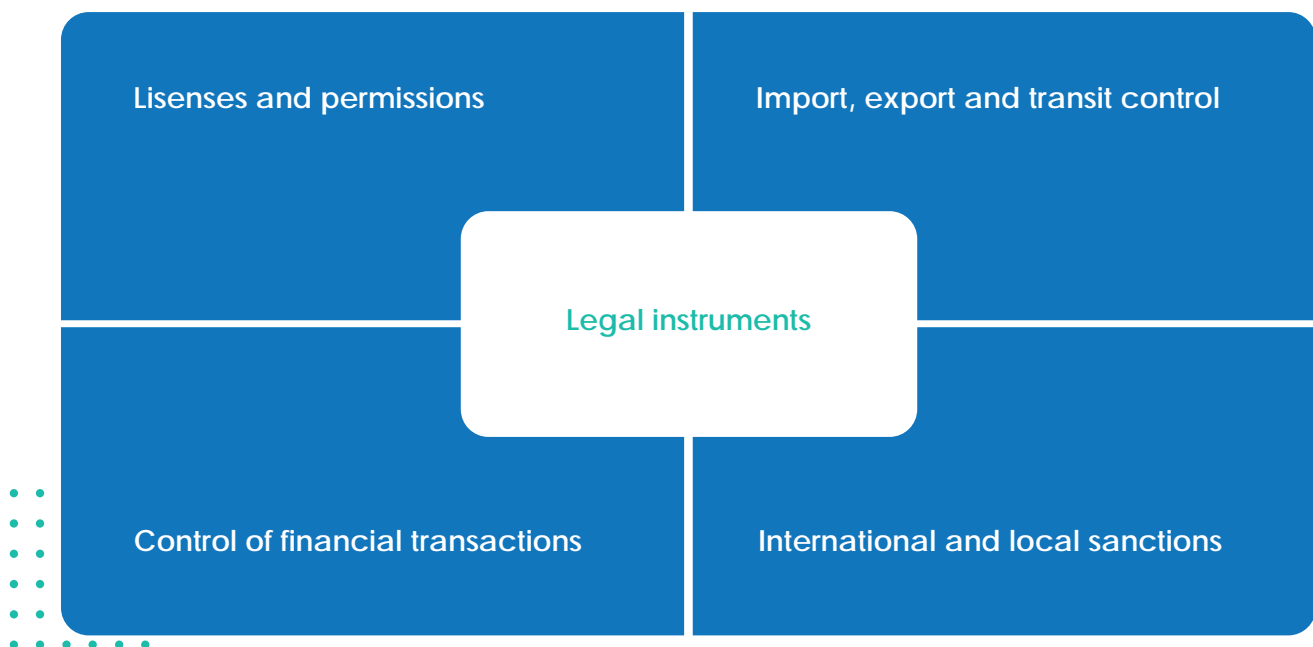 Lisenses and permissions
Import, export and transit control
Legal instruments
Control of financial transactions
International and local sanctions